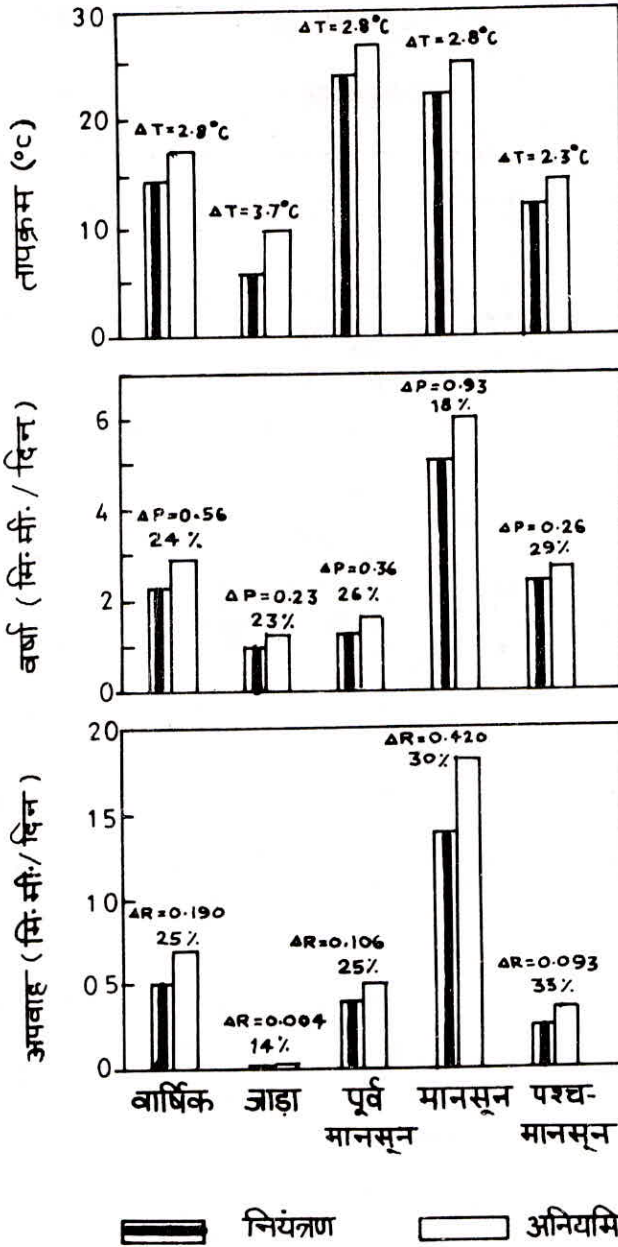 तापक्रम (°C)
30
20
10
0
ΔT=2.8°C
ΔT=3.7°C
ΔT=2.8°C
ΔT=2.8°C
ΔT=2.3°C
वर्षा (मि.मी./दिन)
6
4
2
0
ΔP=0.56
24%
ΔP=0.23
23%
ΔP=0.36
26%
ΔP=0.93
18%
ΔP=0.26
29%
अपवाह (मि.मी./दिन)
20
15
10
05
0
ΔR=0.190
25%
ΔR=0.004
14%
ΔR=0.106
25%
ΔR=0.420
30%
ΔR=0.093
33%
वार्षिक जाड़ा पूर्व मानसून पश्च-
मानसून मानसून
नियंत्रण अनियमि